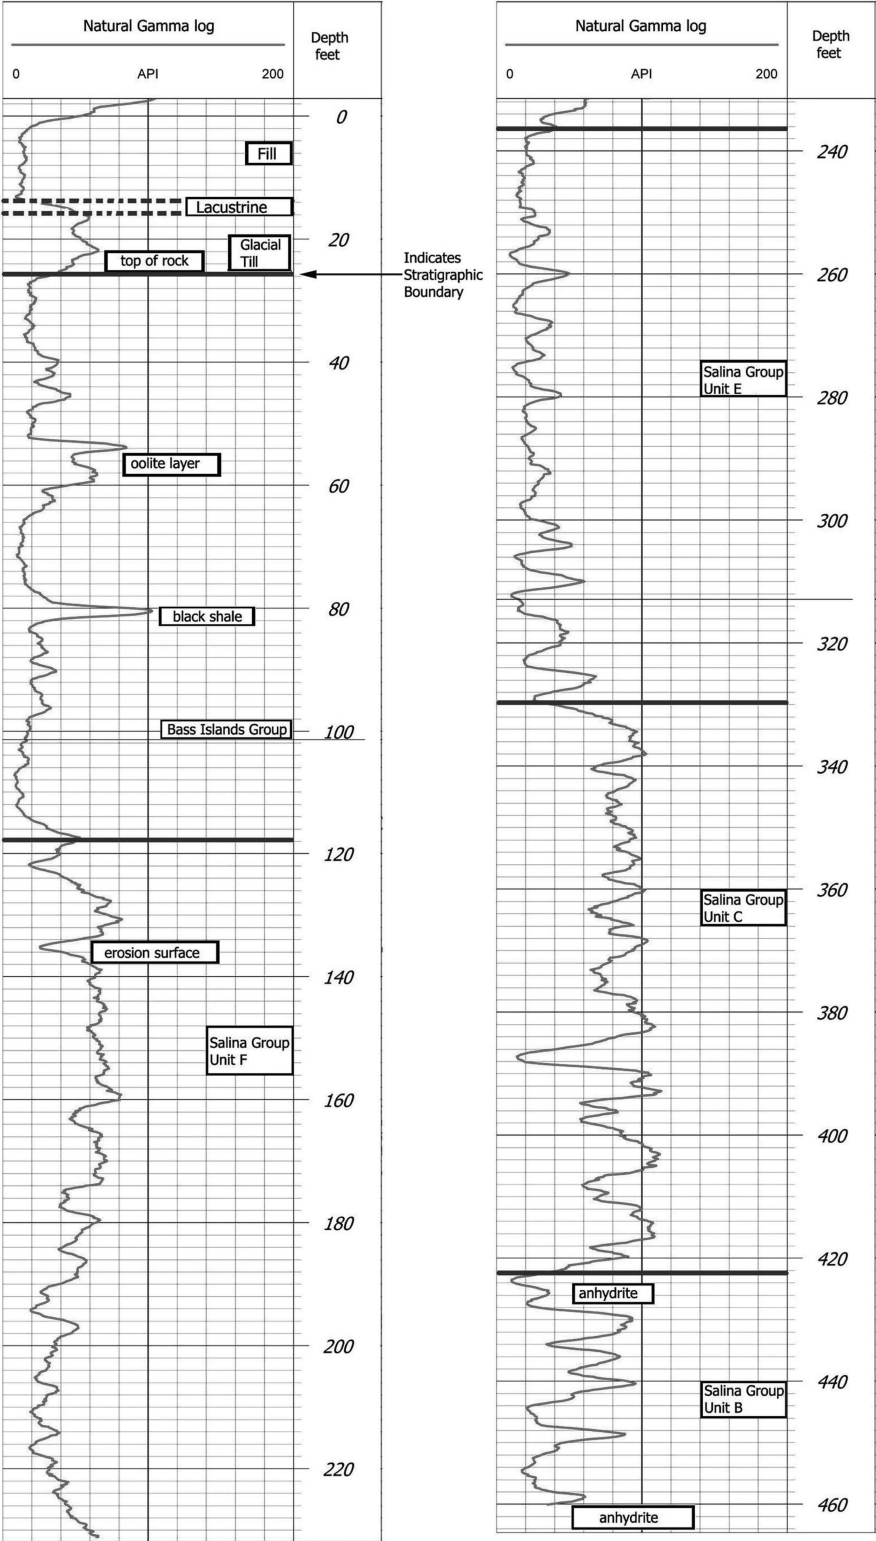 Natural Gamma log
Depth
feet
0 API 200
0
Fill
Lacustrine
20
Glacial
Till
top of rock
Indicates
Stratigraphic
Boundary
40
oolite layer
60
80
black shale
Bass Islands Group
100
120
erosion surface
140
Salina Group
Unit F
160
180
200
220
Natural Gamma log
Depth
feet
0 API 200
240
260
Salina Group
Unit E
280
300
320
340
360
Salina Group
Unit C
380
400
420
anhydrite
440
Salina Group
Unit B
460
anhydrite